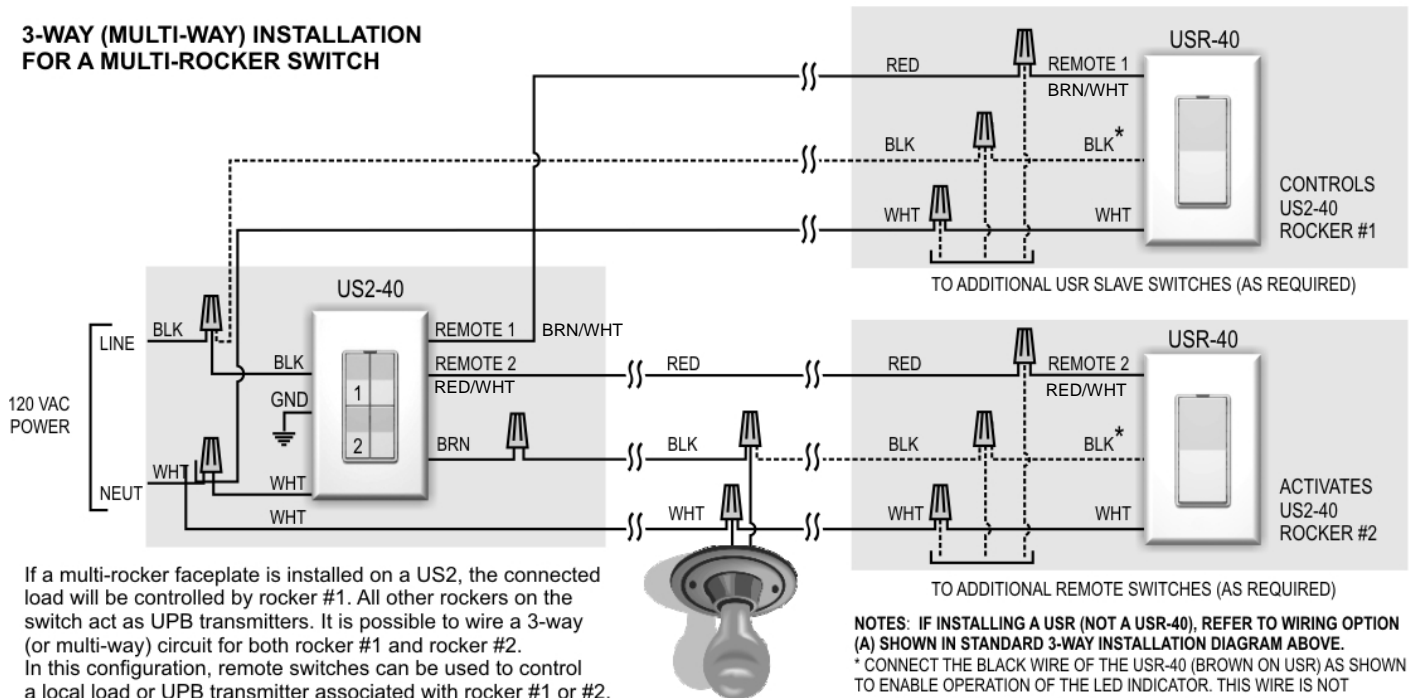 3-WAY (MULTI-WAY) INSTALLATION
FOR A MULTI-ROCKER SWITCH
USR-40
RED
REMOTE 1
BRN/WHT
BLK
BLK*
WHT
WHT
CONTROLS
US2-40
ROCKER #1
TO ADDITIONAL USR SLAVE SWITCHES (AS REQUIRED)
US2-40
120 VAC
POWER
LINE
BLK
BLK
GND
NEUT
WHT
WHT
WHT
1
2
REMOTE 1
BRN/WHT
REMOTE 2
RED/WHT
BRN
RED
BLK
WHT
USR-40
RED
REMOTE 2
RED/WHT
BLK
BLK*
WHT
WHT
ACTIVATES
US2-40
ROCKER #2
TO ADDITIONAL REMOTE SWITCHES (AS REQUIRED)
If a multi-rocker faceplate is installed on a US2, the connected
load will be controlled by rocker #1. All other rockers on the
switch act as UPB transmitters. It is possible to wire a 3-way
(or multi-way) circuit for both rocker #1 and rocker #2.
In this configuration, remote switches can be used to control
a local load or UPB transmitter associated with rocker #1 or #2.
NOTES: IF INSTALLING A USR (NOT A USR-40), REFER TO WIRING OPTION
(A) SHOWN IN STANDARD 3-WAY INSTALLATION DIAGRAM ABOVE.
* CONNECT THE BLACK WIRE OF THE USR-40 (BROWN ON USR) AS SHOWN
TO ENABLE OPERATION OF THE LED INDICATOR. THIS WIRE IS NOT